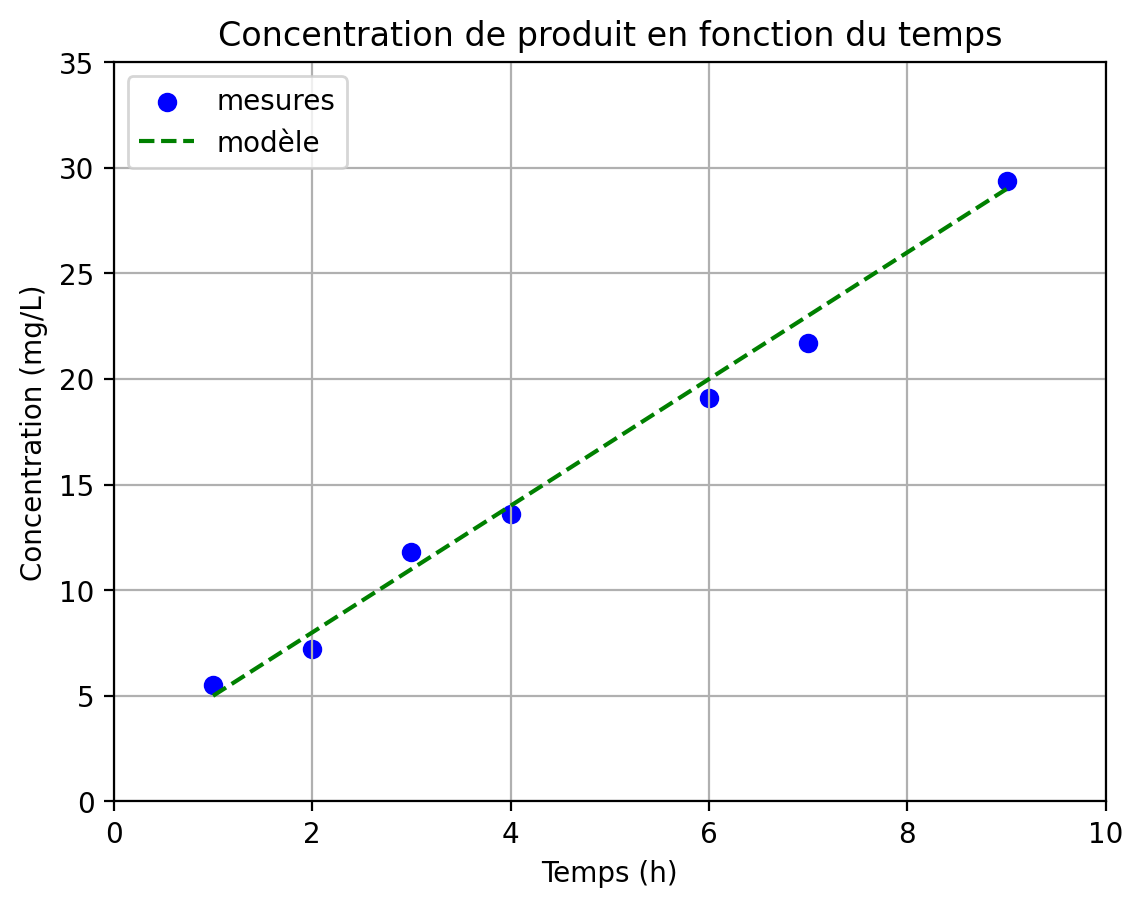 Concentration de produit en fonction du temps
35
30
25
20
15
10
5
0
mesures
modèle
Concentration (mg/L)
0 2 4 6 8 10
Temps (h)